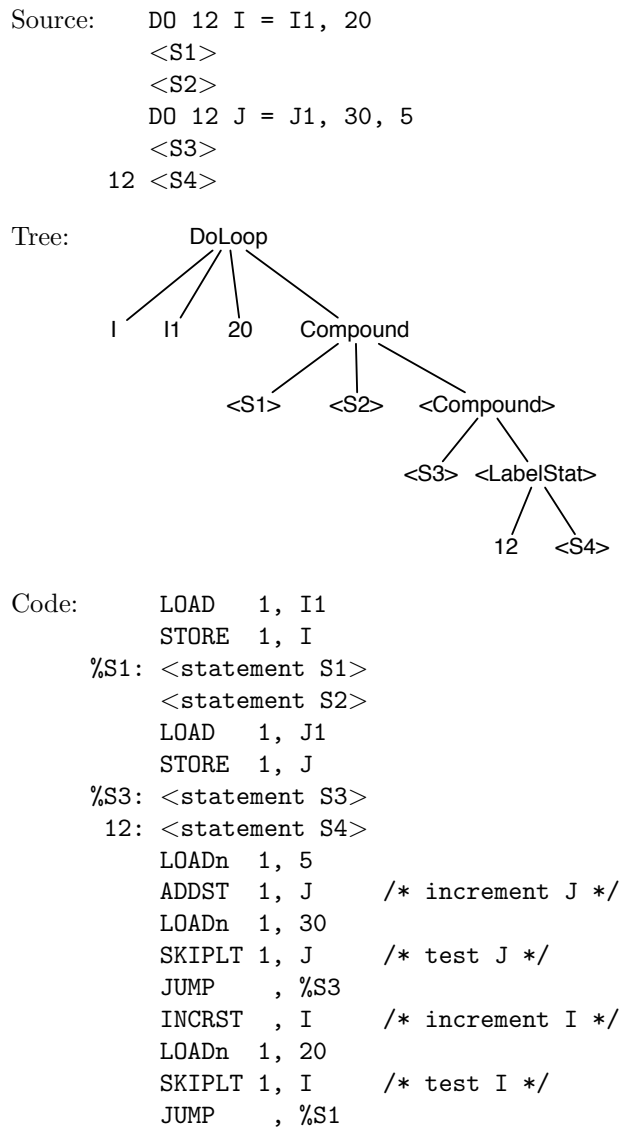 Source: DO 12 I = I1, 20
<S1>
<S2>
DO 12 J = J1, 30, 5
<S3>
12 <S4>
Tree: DoLoop
I I1 20 Compound
<S1> <S2> <Compound>
<S3> <LabelStat>
12 <S4>
Code: LOAD 1, I1
STORE 1, I
%S1: <statement S1>
<statement S2>
LOAD 1, J1
STORE 1, J
%S3: <statement S3>
12: <statement S4>
LOADn 1, 5
ADDST 1, J /* increment J */
LOADn 1, 30
SKIPLT 1, J /* test J */
JUMP , %S3
INCRST , I /* increment I */
LOADn 1, 20
SKIPLT 1, I /* test I */
JUMP , %S1